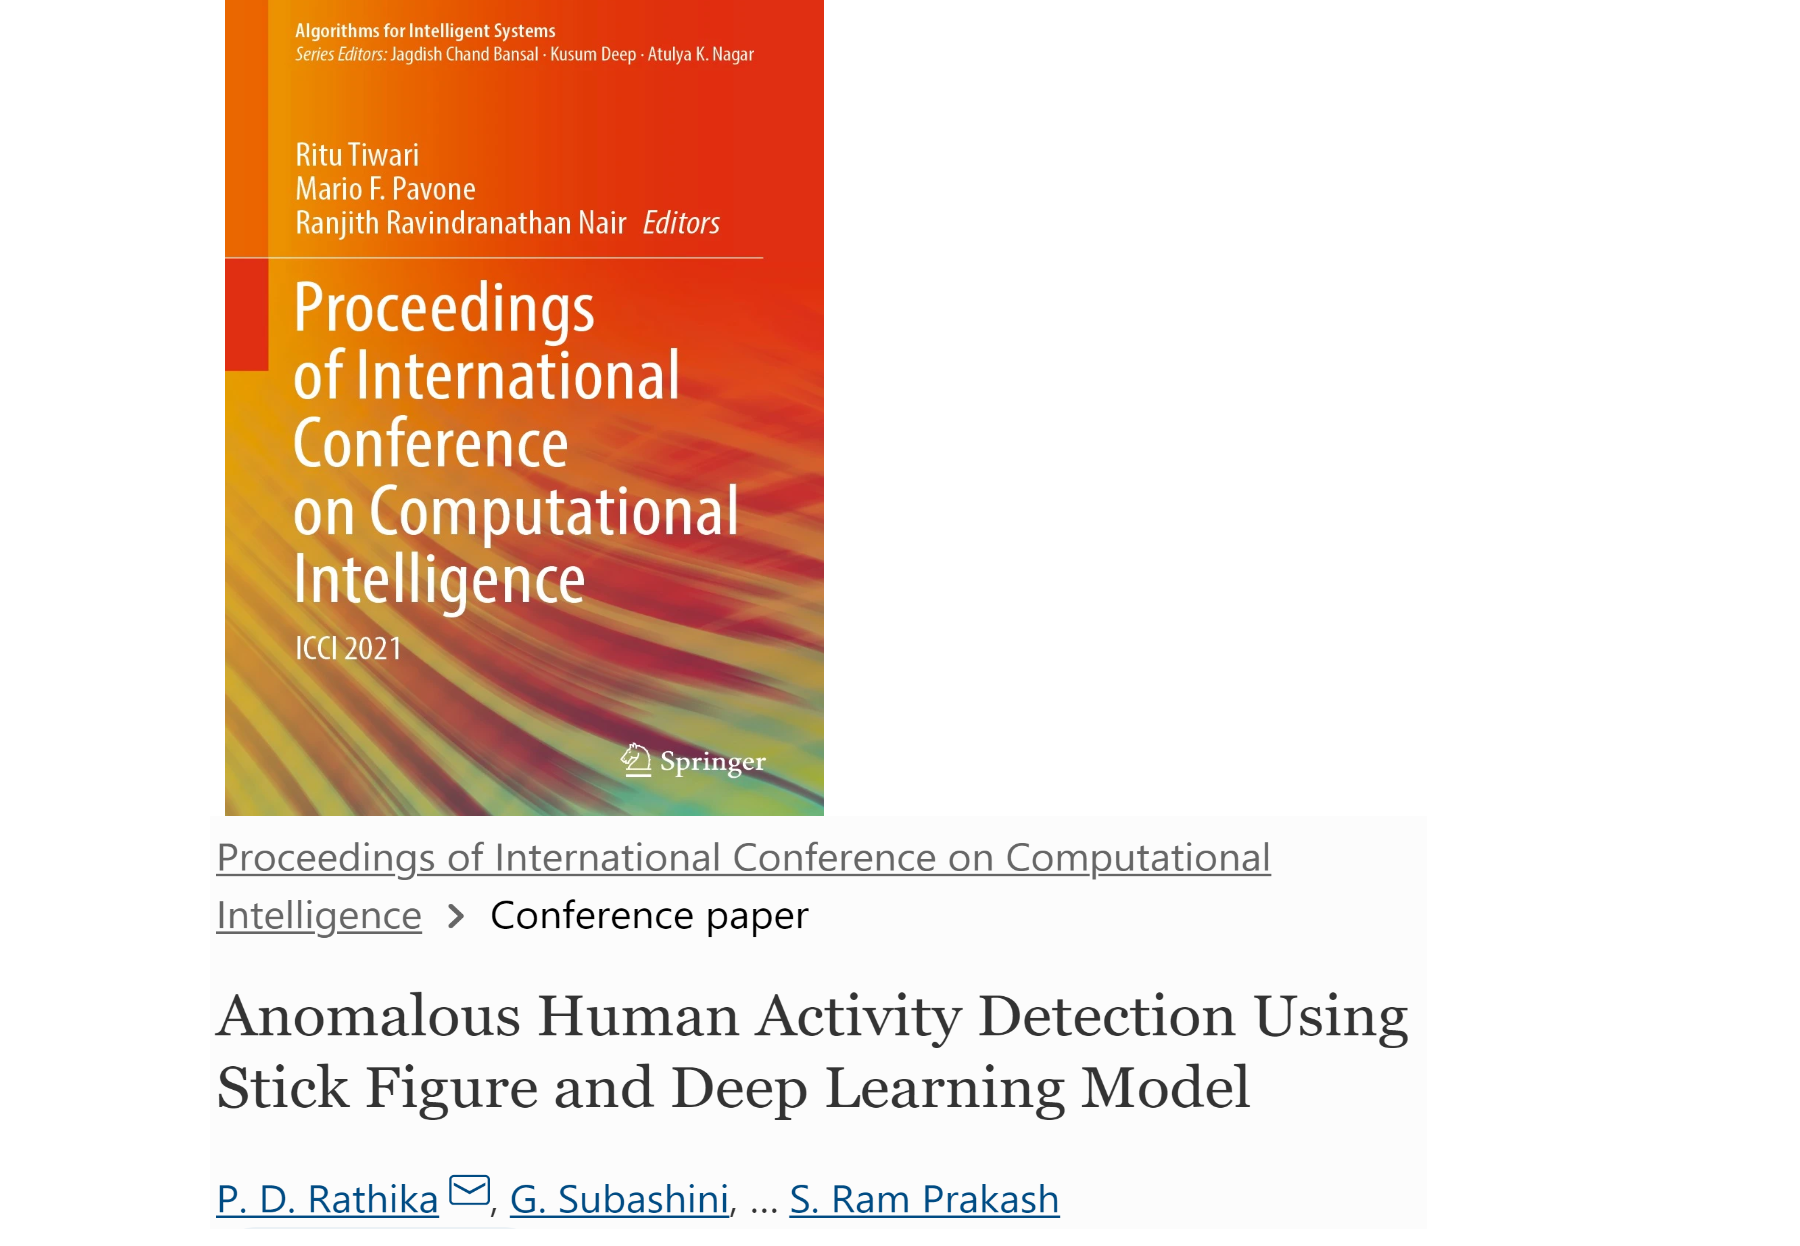 Algorithms for Intelligent Systems
Series Editors: Jagdish Chand Bansal · Kusum Deep · Atulya K. Nagar
Ritu Tiwari
Mario F. Pavone
Ranjith Ravindranathan Nair Editors
Proceedings
of International
Conference
on Computational
Intelligence
ICCI 2021
Springer
Proceedings of International Conference on Computational
Intelligence > Conference paper
Anomalous Human Activity Detection Using
Stick Figure and Deep Learning Model
P. D. Rathika, G. Subashini, ... S. Ram Prakash